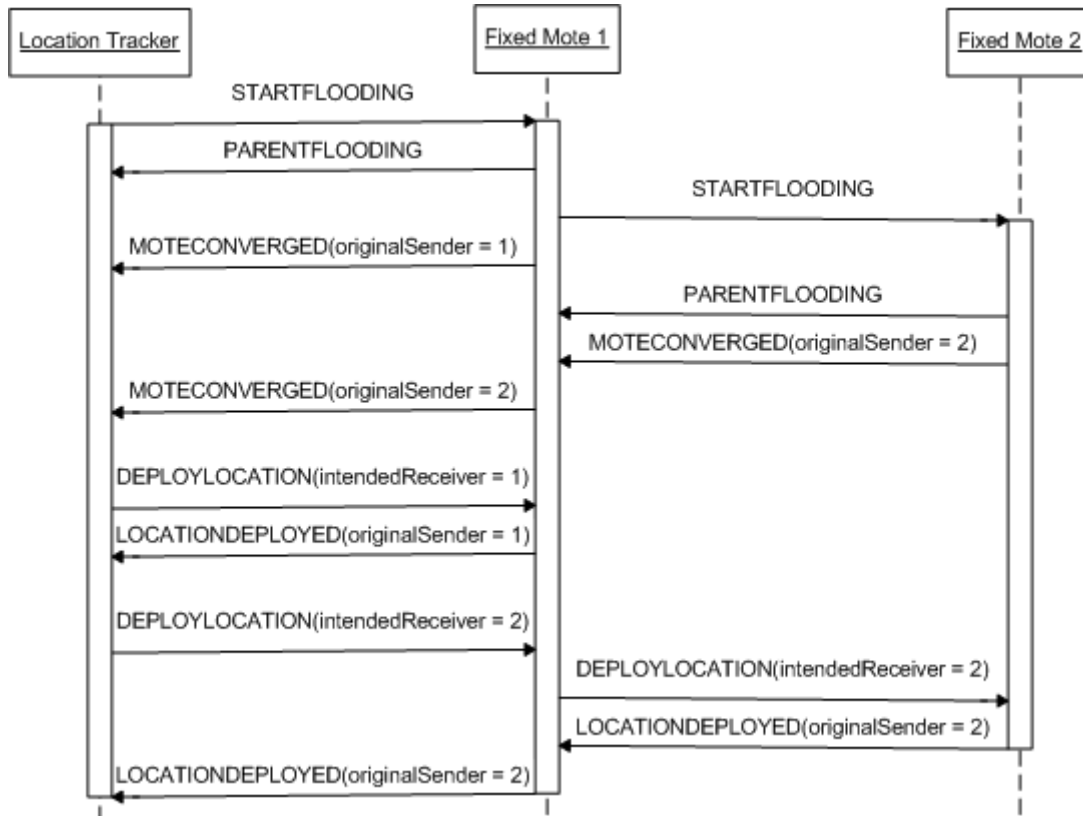 Location Tracker
Fixed Mote 1
Fixed Mote 2
STARTFLOODING
PARENTFLOODING
STARTFLOODING
MOTECONVERGED(originalSender = 1)
PARENTFLOODING
MOTECONVERGED(originalSender = 2)
MOTECONVERGED(originalSender = 2)
DEPLOYLOCATION(intendedReceiver = 1)
LOCATIONDEPLOYED(originalSender = 1)
DEPLOYLOCATION(intendedReceiver = 2)
DEPLOYLOCATION(intendedReceiver = 2)
LOCATIONDEPLOYED(originalSender = 2)
LOCATIONDEPLOYED(originalSender = 2)